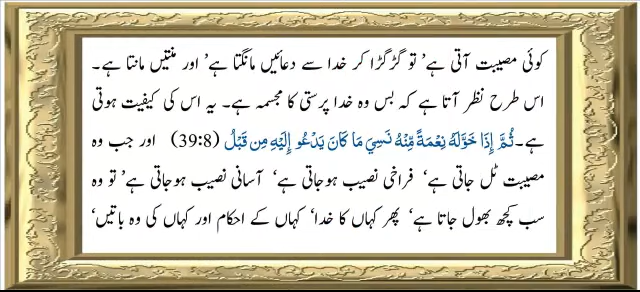 کوئی مصیبت آتی ہے’ تو گڑگڑا کر خدا سے دعائیں مانگتا ہے’ اور منتیں مانتا ہے۔
اس طرح نظر آتا ہے کہ بس وہ خدا پرستی کا مجسمہ ہے۔ یہ اس کی کیفیت ہوتی
ہے۔ ثُمَّ إِذَا خَوَّلَهُ نِعْمَةً مِّنْهُ نَسِيَ مَا كَانَ يَدْعُو إِلَيْهِ مِن قَبْلُ (39:8) اور جب وہ
مصیبت ٹل جاتی ہے‘ فراخی نصیب ہوجاتی ہے‘ آسانی نصیب ہوجاتی ہے’ تو وہ
سب کچھ بھول جاتا ہے‘ پھر کہاں کا خدا‘ کہاں کے احکام اور کہاں کی وہ باتیں‘